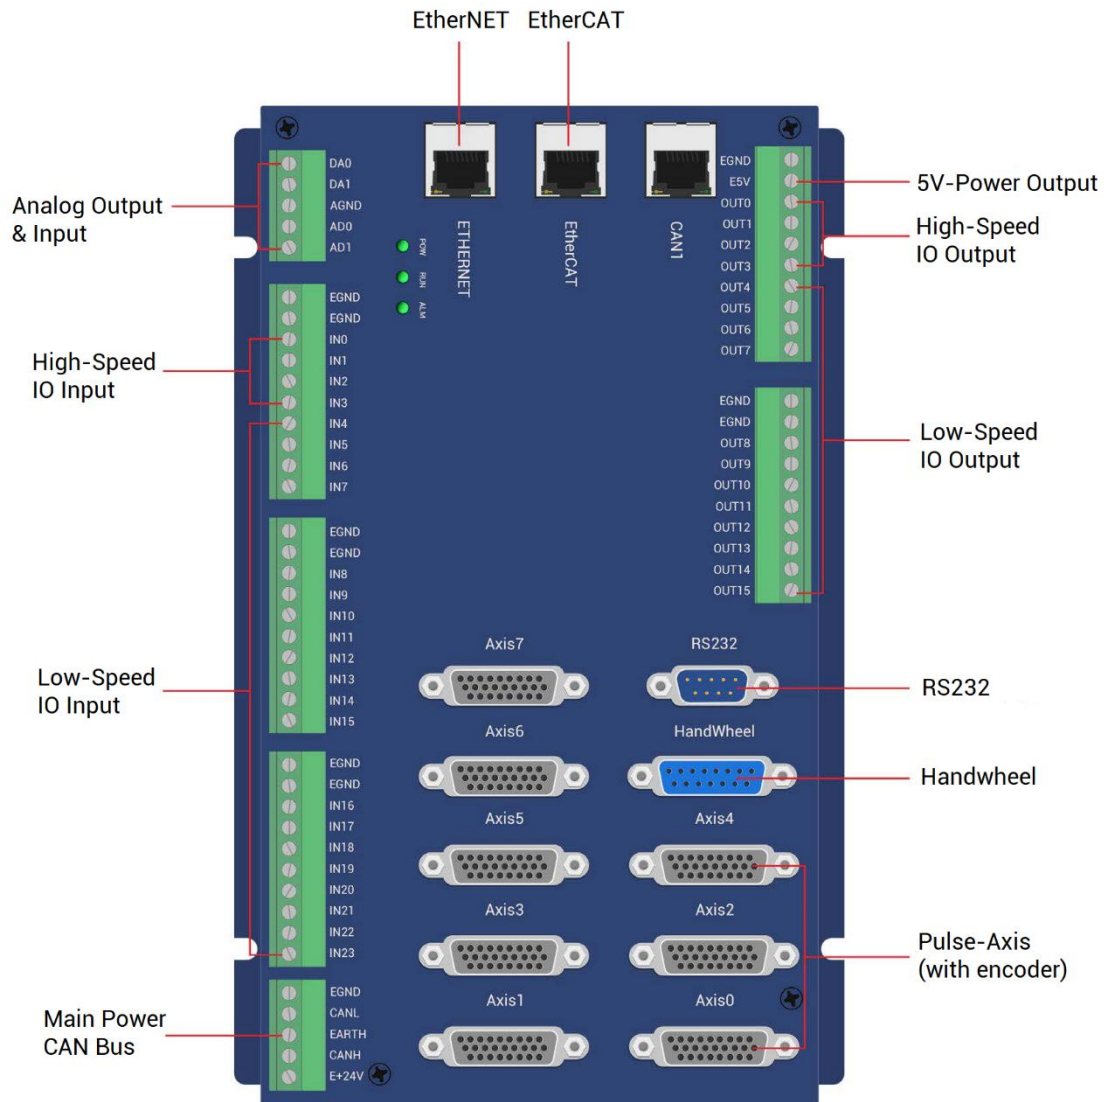 EtherNET EtherCAT
Analog Output
& Input
DA0
DA1
AGND
AD0
AD1
High-Speed
IO Input
EGND
EGND
IN0
IN1
IN2
IN3
IN4
IN5
IN6
IN7
Low-Speed
IO Input
EGND
EGND
IN8
IN9
IN10
IN11
IN12
IN13
IN14
IN15
EGND
EGND
IN16
IN17
IN18
IN19
IN20
IN21
IN22
IN23
Main Power
CAN Bus
EGND
CANL
EARTH
CANH
E+24V
POW
RUN
ALM
ETHERNET
EtherCAT
CAN1
EGND
E5V
OUT0
OUT1
OUT2
OUT3
OUT4
OUT5
OUT6
OUT7
5V-Power Output
High-Speed
IO Output
EGND
EGND
OUT8
OUT9
OUT10
OUT11
OUT12
OUT13
OUT14
OUT15
Low-Speed
IO Output
Axis7
RS232
RS232
Axis6
HandWheel
Handwheel
Axis5
Axis4
Axis3
Axis2
Pulse-Axis
(with encoder)
Axis1
Axis0